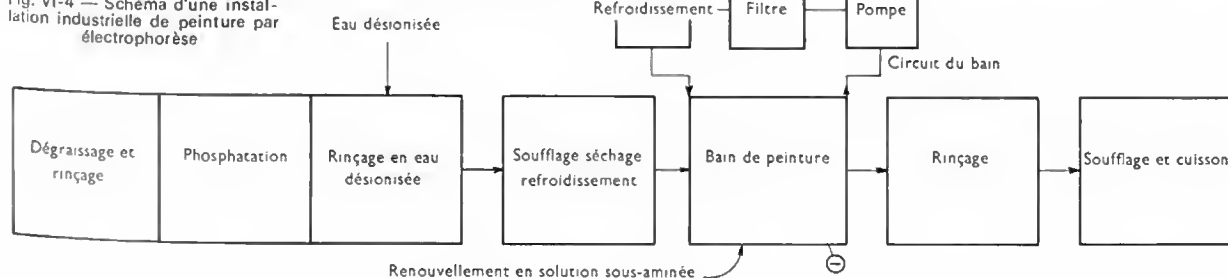 Fig. VI-4 — Schéma d'une instal-
lation industrielle de peinture par
électrophorèse
Eau désionisée
Refroidissement
Filtre
Pompe
Circuit du bain
Dégraissage et
rinçage
Phosphatation
Rinçage en eau
désionisée
Soufflage séchage
refroidissement
Bain de peinture
Rinçage
Soufflage et cuisson
Renouvellement en solution sous-aminée
⊖